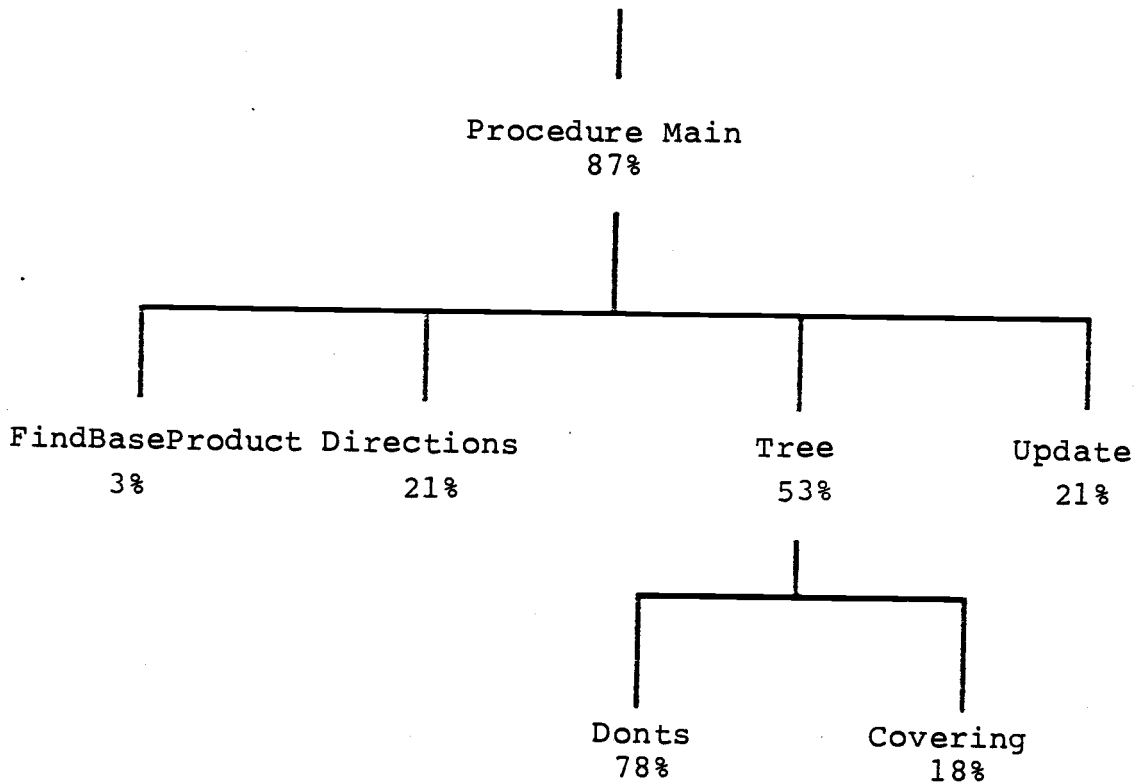 Procedure Main
87%
FindBaseProduct Directions Tree Update
3% 21% 53% 21%
Donts Covering
78% 18%